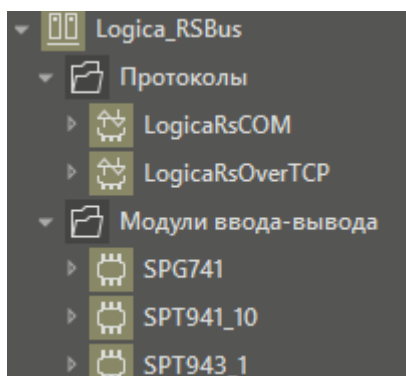 Logica_RSBus
Протоколы
LogicaRsCOM
LogicaRsOverTCP
Модули ввода-вывода
SPG741
SPT941_10
SPT943_1